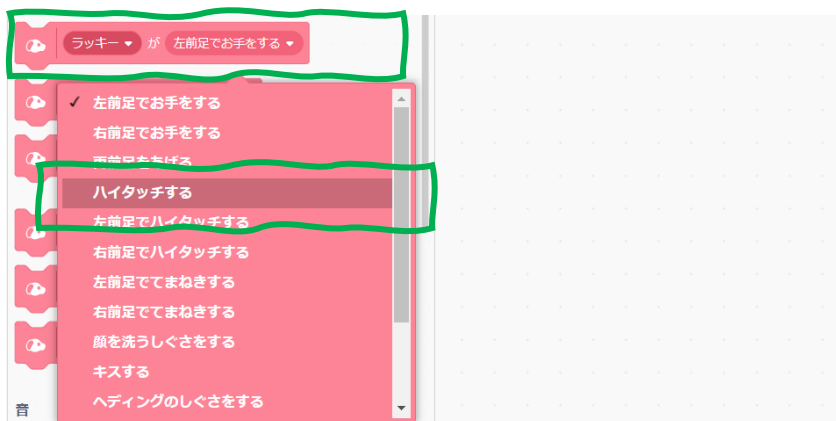 ラッキー が 左前足でお手をする
左前足でお手をする
右前足でお手をする
両前足をあげる
ハイタッチする
左前足でハイタッチする
右前足でハイタッチする
左前足でてまねきする
右前足でてまねきする
顔を洗うしぐさをする
キスする
ヘディングのしぐさをする
音